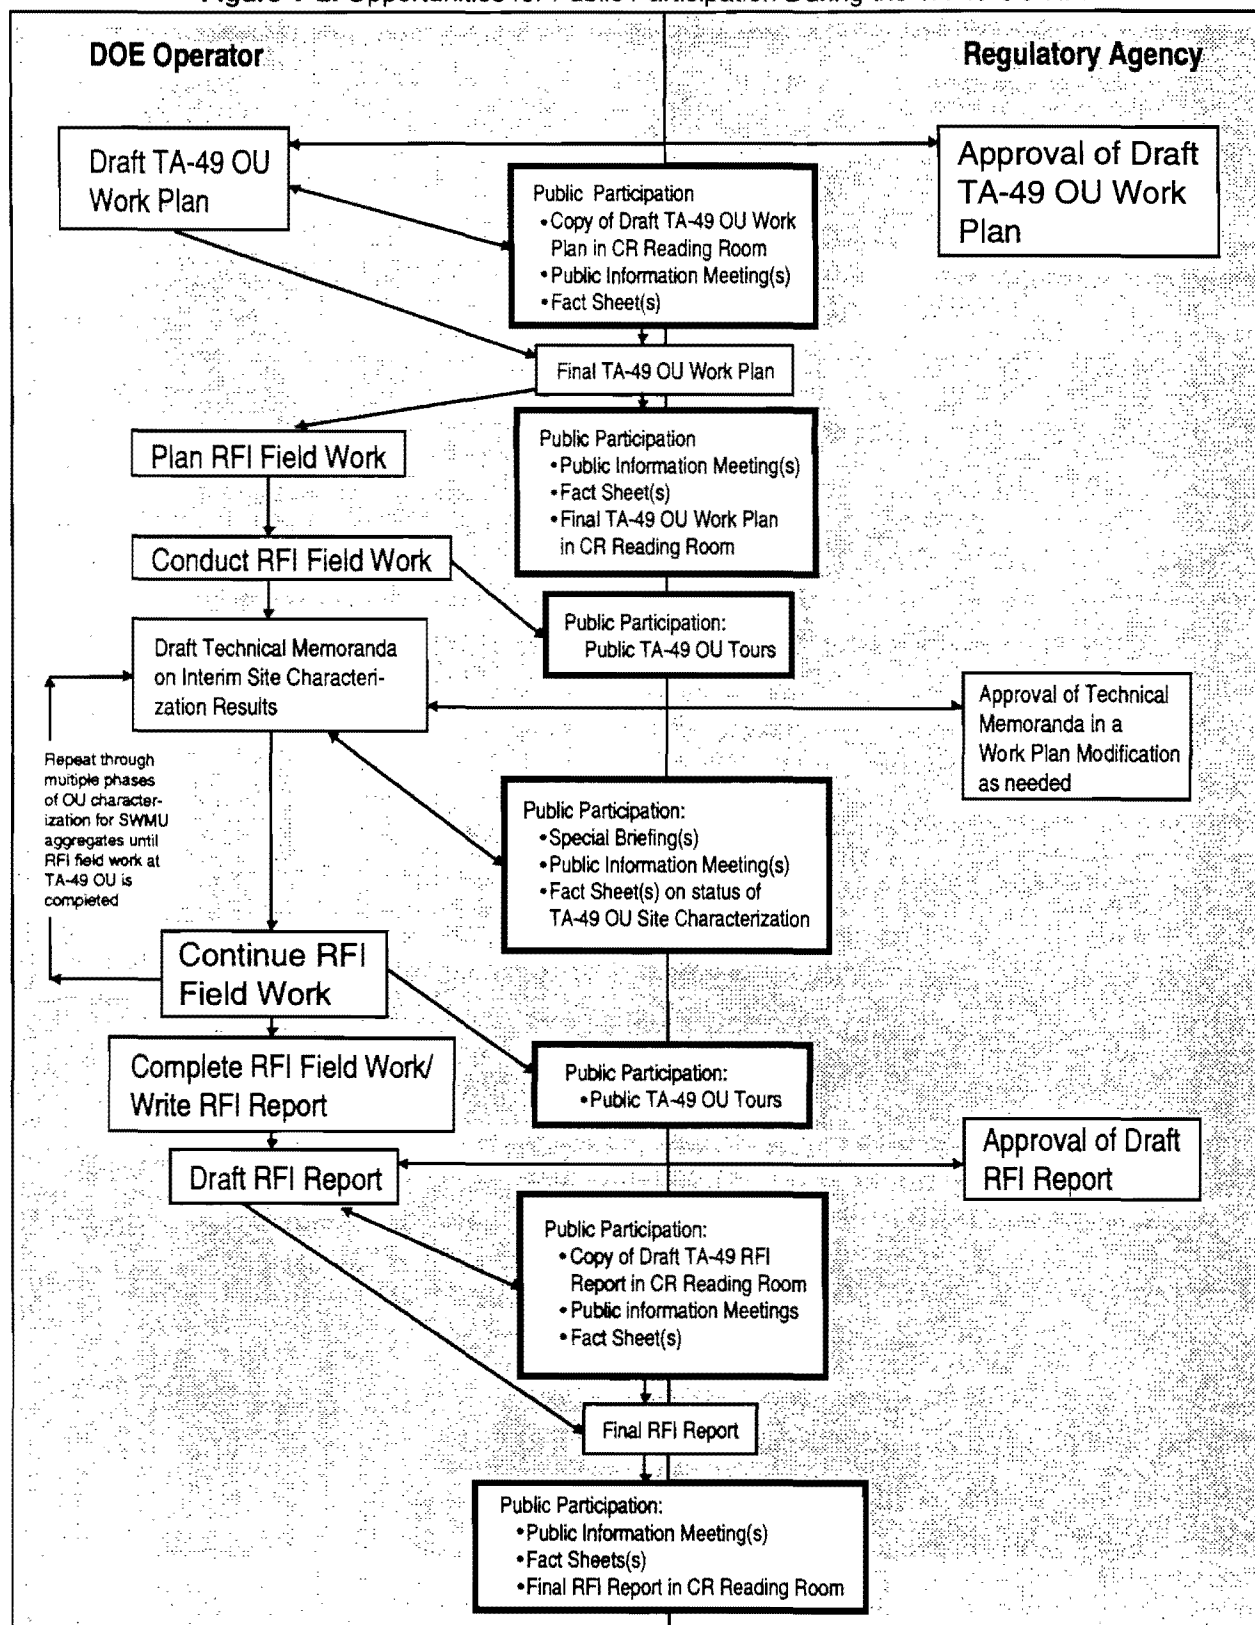 Opportunities for Public Participation During the
DOE Operator
Regulatory Agency
Draft TA-49 OU
Work Plan
Approval of Draft
TA-49 OU Work
Plan
Public Participation
•Copy of Draft TA-49 OU Work
Plan in CR Reading Room
•Public Information Meeting(s)
•Fact Sheet(s)
Final TA-49 OU Work Plan
Plan RFI Field Work
Public Participation
•Public Information Meeting(s)
•Fact Sheet(s)
•Final TA-49 OU Work Plan
in CR Reading Room
Conduct RFI Field Work
Public Participation:
Public TA-49 OU Tours
Draft Technical Memoranda
on Interim Site Characteri-
zation Results
Approval of Technical
Memoranda in a
Work Plan Modification
as needed
Repeat through
multiple phases
of OU character-
ization for SWMU
aggregates until
RFI field work at
TA-49 OU is
completed
Public Participation:
•Special Briefing(s)
•Public Information Meeting(s)
•Fact Sheet(s) on status of
TA-49 OU Site Characterization
Continue RFI
Field Work
Complete RFI Field Work/
Write RFI Report
Public Participation:
•Public TA-49 OU Tours
Draft RFI Report
Approval of Draft
RFI Report
Public Participation:
•Copy of Draft TA-49 RFI
Report in CR Reading Room
•Public information Meetings
•Fact Sheet(s)
Final RFI Report
Public Participation:
•Public Information Meeting(s)
•Fact Sheets(s)
•Final RFI Report in CR Reading Room